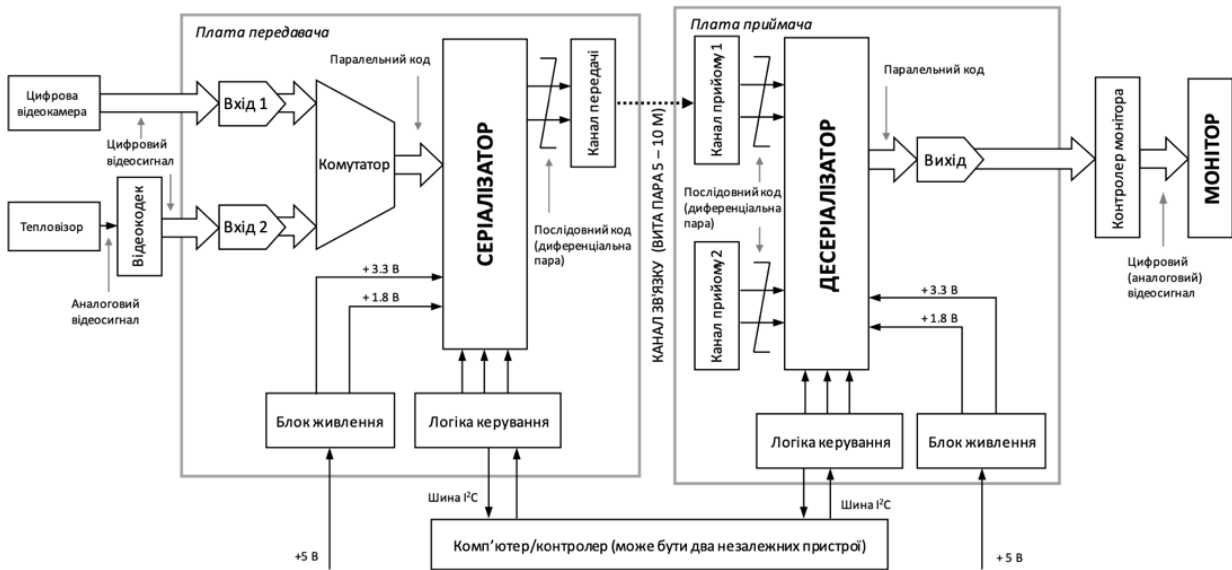 Плата передавача
Цифрова
відеокамера
Цифровий
відеосигнал
Тепловізор
Відеокодек
Аналоговий
відеосигнал
Вхід 1
Вхід 2
Комутатор
Паралельний код
СЕРІАЛІЗАТОР
Канал передачі
Послідовний код
(диференціальна
пара)
+ 3.3 В
+ 1.8 В
Блок живлення
Логіка керування
КАНАЛ ЗВ'ЯЗКУ (ВИТА ПАРА 5 – 10 М)
Плата приймача
Канал прийому 1
Послідовний код
(диференціальна
пара)
Канал прийому 2
ДЕСЕРІАЛІЗАТОР
Паралельний код
Вихід
Контролер монітора
МОНІТОР
Цифровий
(аналоговий)
відеосигнал
+3.3 В
+1.8 В
Логіка керування
Блок живлення
Шина I²C
Шина I²C
+5 В
Комп’ютер/контролер (може бути два незалежних пристрої)
+ 5 В